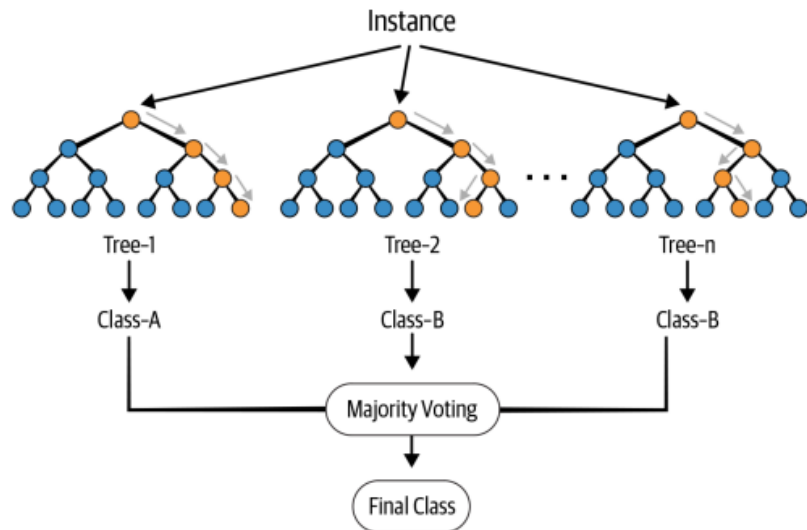 Instance
. . .
Tree-1
Tree-2
Tree-n
Class-A
Class-B
Class-B
Majority Voting
Final Class